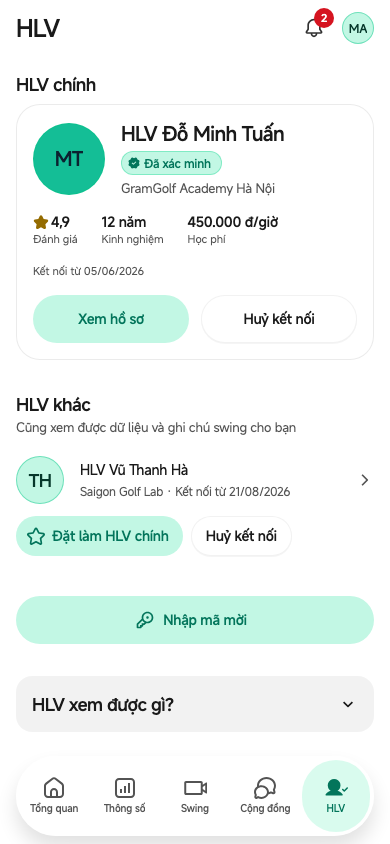 HLV
2
MA
HLV chính
MT
HLV Đỗ Minh Tuấn
Đã xác minh
GramGolf Academy Hà Nội
4,9
Đánh giá
12 năm
Kinh nghiệm
450.000 đ/giờ
Học phí
Kết nối từ 05/06/2026
Xem hồ sơ
Huỷ kết nối
HLV khác
Cũng xem được dữ liệu và ghi chú swing cho bạn
TH
HLV Vũ Thanh Hà
Saigon Golf Lab · Kết nối từ 21/08/2026
Đặt làm HLV chính
Huỷ kết nối
Nhập mã mời
HLV xem được gì?
Tổng quan
Thông số
Swing
Cộng đồng
HLV